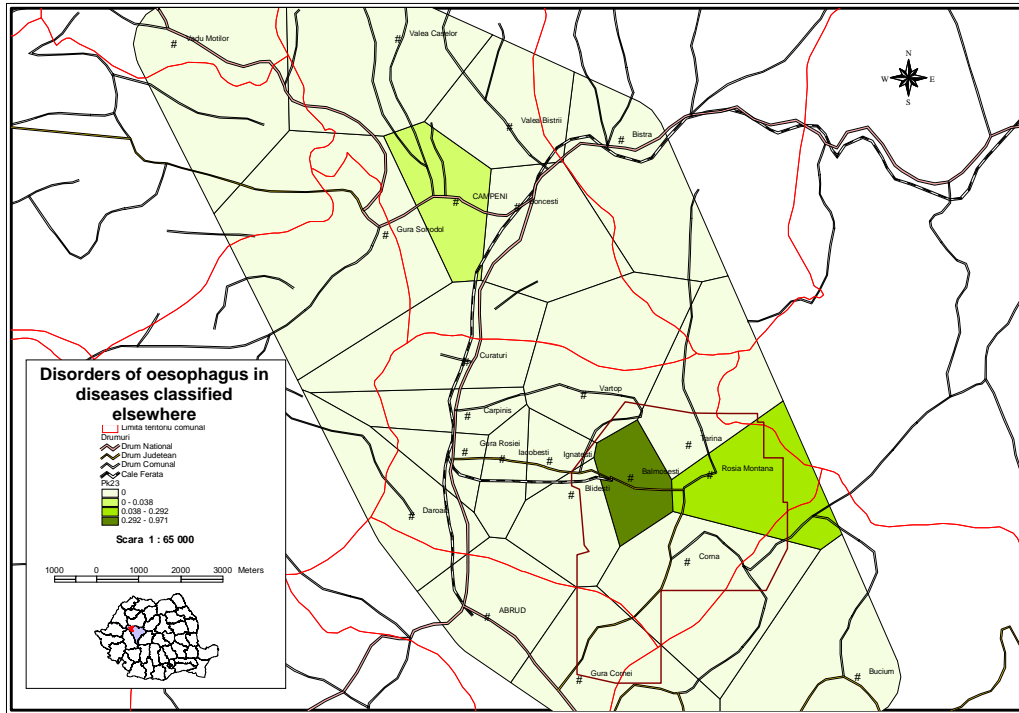 Vadu Motilor
#
Valea Caselor
#
N
W
E
S
Valea Bistrii
#
Bistra
#
CAMPENI
#
#
Gura Sohodol
#
Curaturi
#
Vartop
#
Carpinis
#
Gura Rosiei
#
Iacobesti
#
Ignatesti
#
Tarina
#
Balmosesti
#
Rosia Montana
#
Blidesti
#
#
Daroaia
#
Corna
#
ABRUD
#
Gura Cornei
#
Bucium
#
Disorders of oesophagus in
diseases classified
elsewhere
Limita teritoriu comunal
Drumuri
Drum National
Drum Judetean
Drum Comunal
Cale Ferata
Pk23
0
0 - 0.038
0.038 - 0.292
0.292 - 0.971
Scara 1 : 65 000
1000 0 1000 2000 3000 Meters